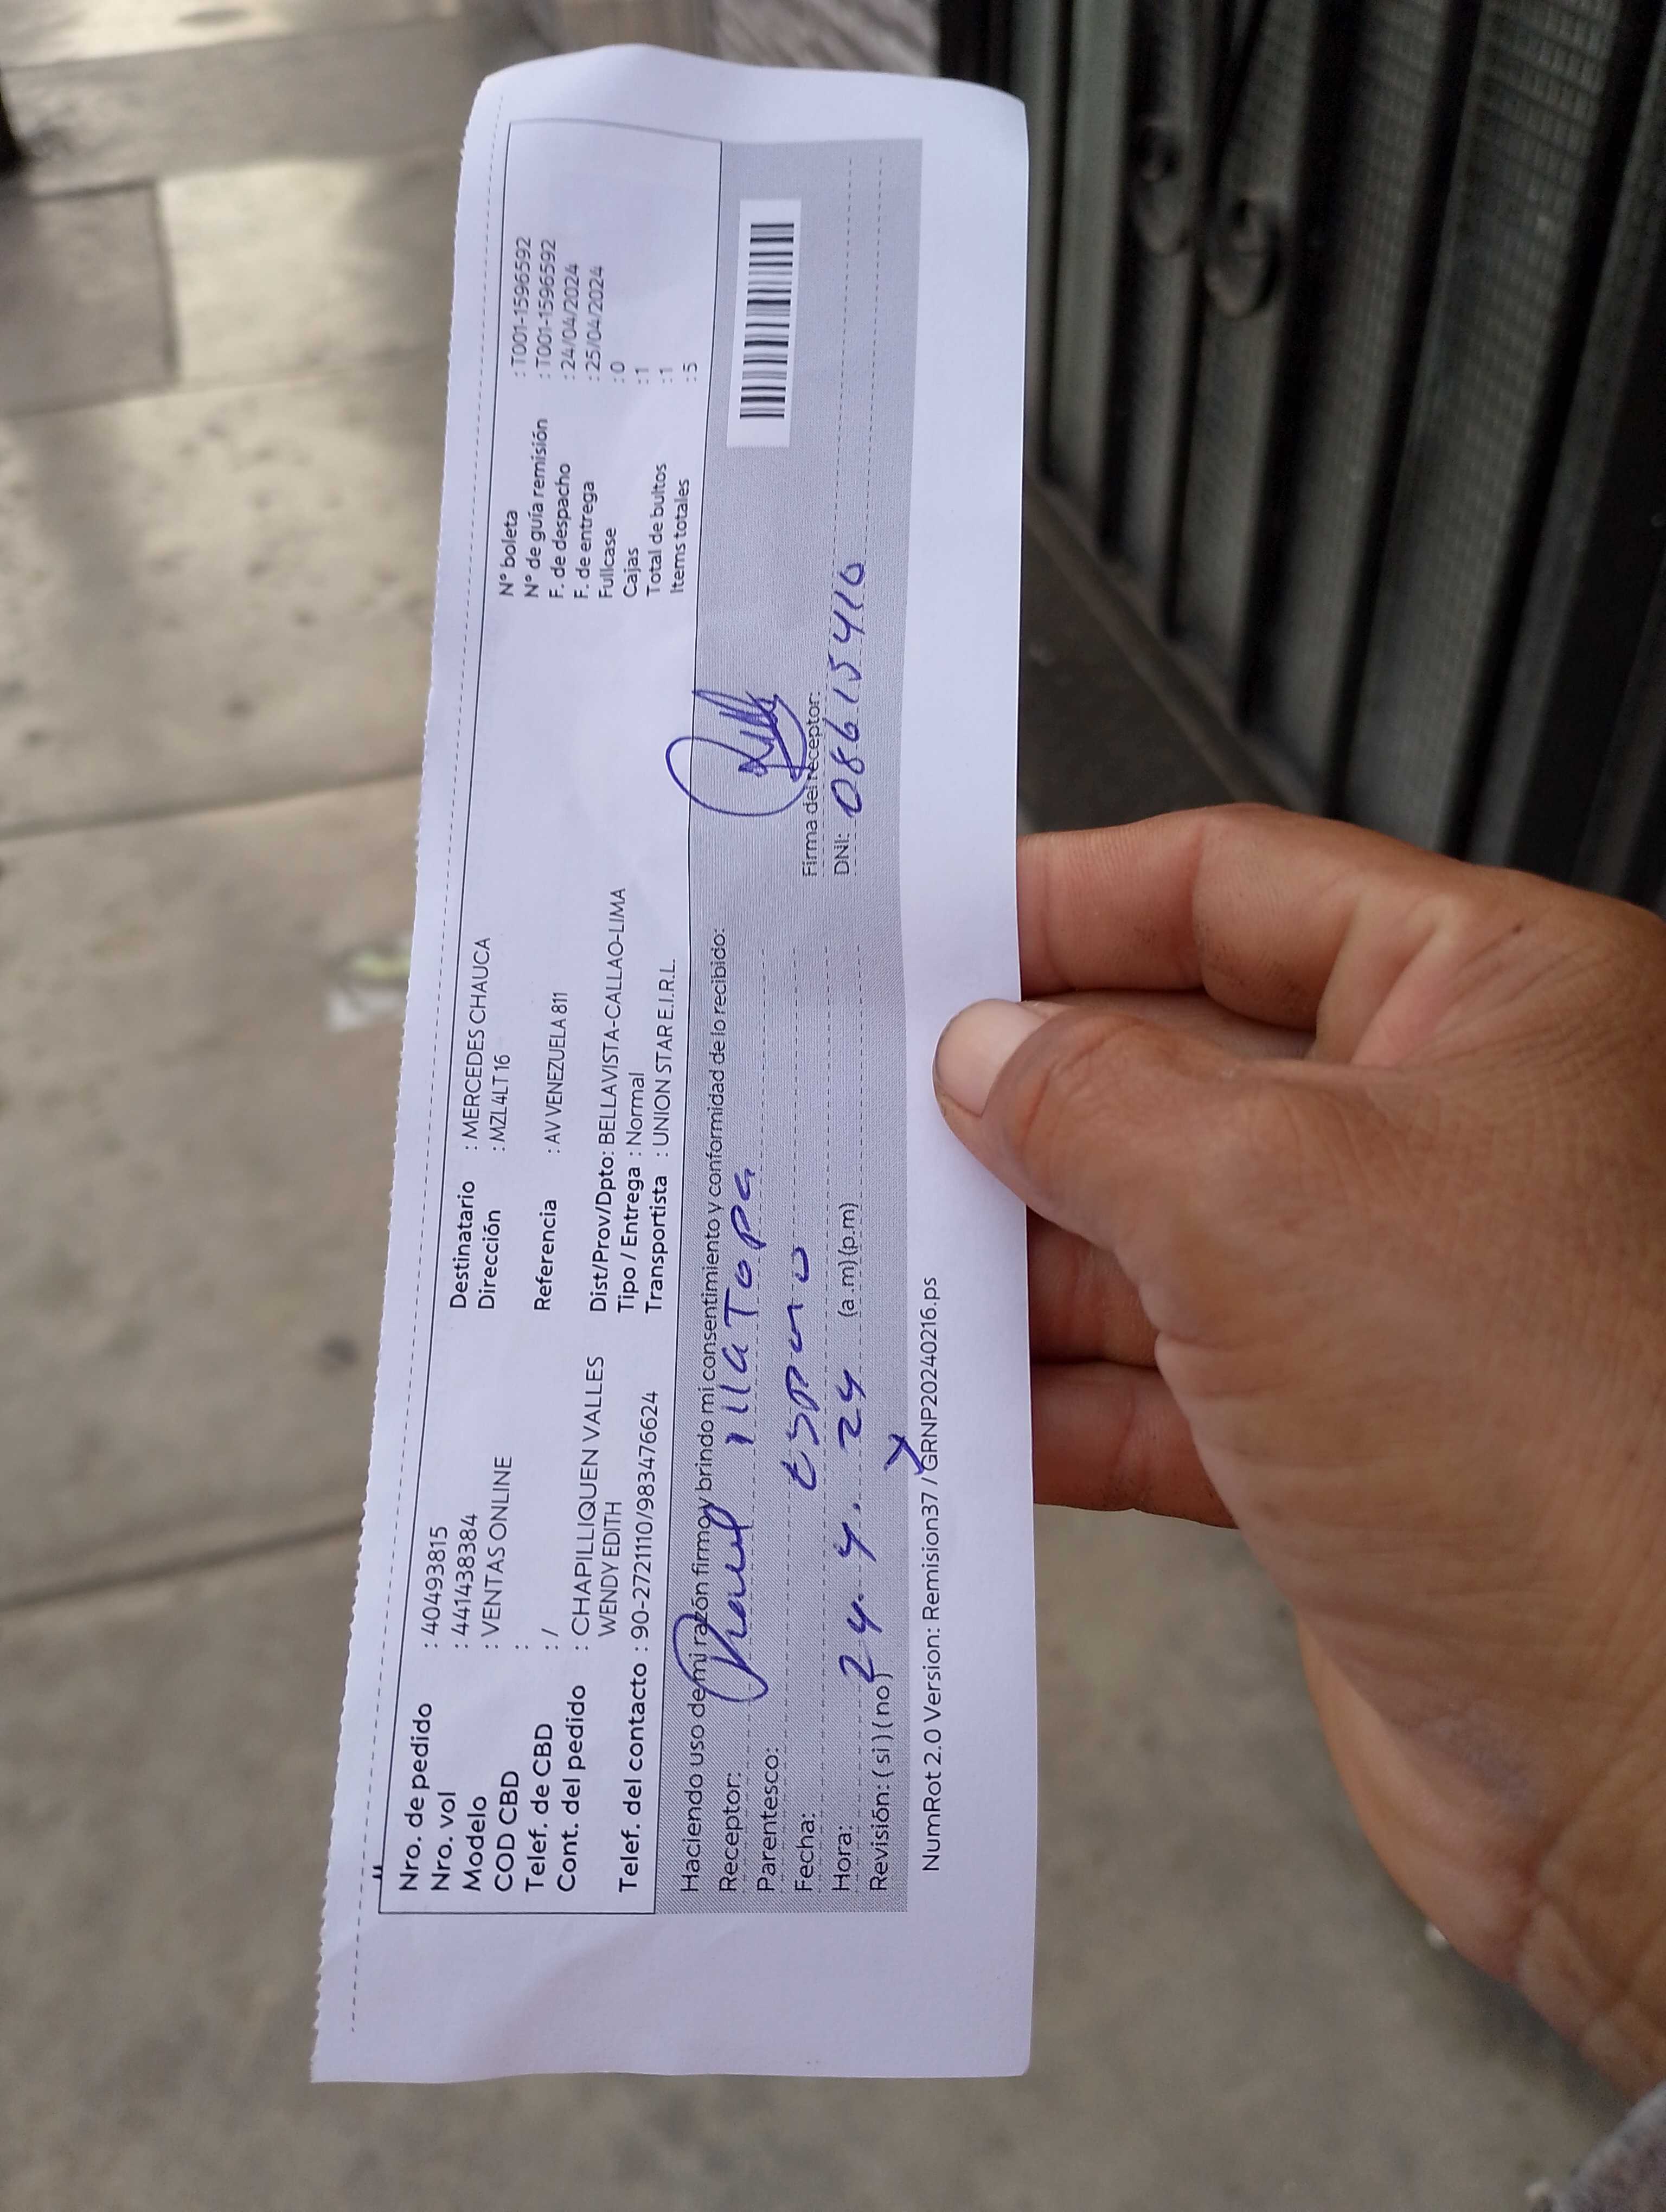 Nro. de pedido : 40493815
Nro. vol : 441438384
Modelo : VENTAS ONLINE
COD CBD :
Telef. de CBD : /
Cont. del pedido : CHAPILLIQUEN VALLES
WENDY EDITH
Telef. del contacto : 90-2721110/983476624
Destinatario : MERCEDES CHAUCA
Dirección : MZL 4LT 16
Referencia : AV VENEZUELA 811
Dist/Prov/Dpto: BELLAVISTA-CALLAO-LIMA
Tipo / Entrega : Normal
Transportista : UNION STAR E.I.R.L.
N° boleta : T001-1596592
N° de guía remisión : T001-1596592
F. de despacho : 24/04/2024
F. de entrega : 25/04/2024
Fullcase : 0
Cajas : 1
Total de bultos : 1
Items totales : 5
Haciendo uso de mi razón firmo y brindo mi consentimiento y conformidad de lo recibido:
Receptor: IllaTopa
Parentesco: esposo
Fecha: 24. 4. 24
Hora: (a.m) (p.m)
Revisión: ( si ) ( no )
Firma del receptor:
DNI: 08615410
NumRot 2.0 Version: Remision37 / GRNP20240216.ps